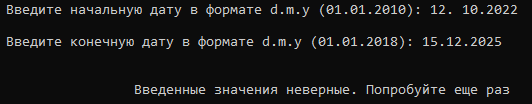 Введите начальную дату в формате d.m.y (01.01.2010): 12. 10.2022
Введите конечную дату в формате d.m.y (01.01.2018): 15.12.2025
Введенные значения неверные. Попробуйте еще раз